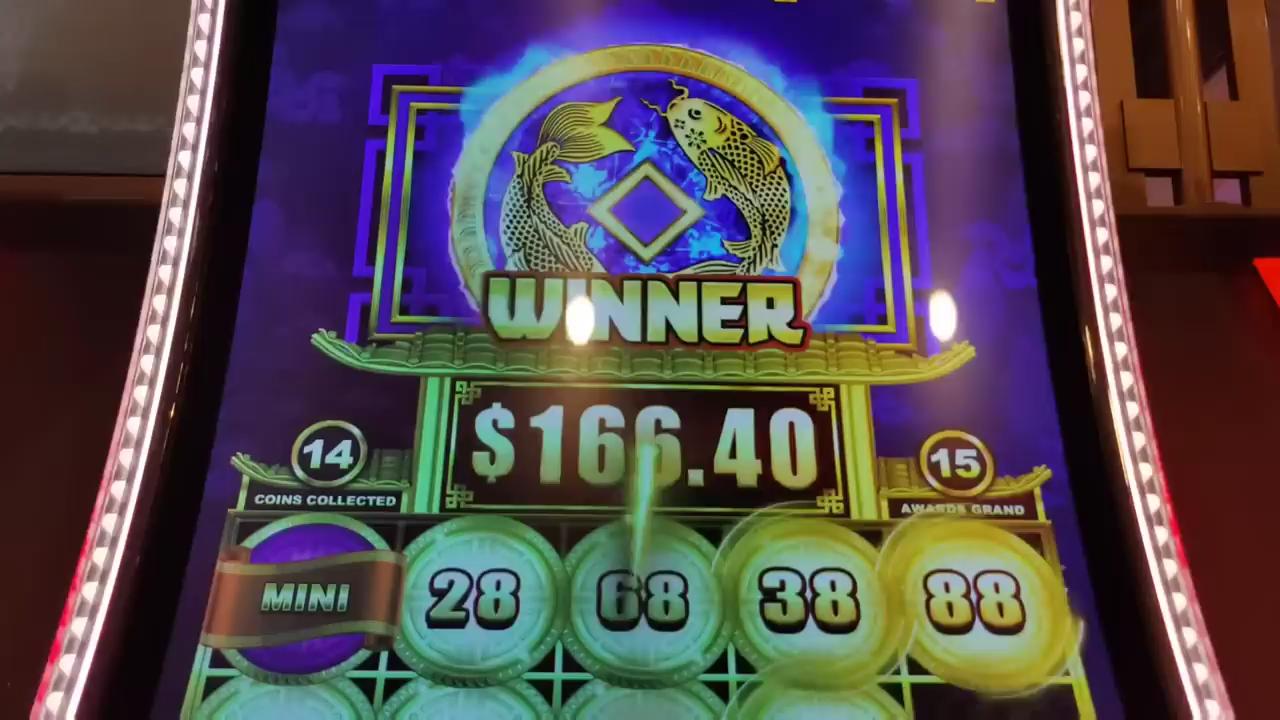 WINNER
$166.40
14
COINS COLLECTED
15
AWARDS GRAND
MINI
28
68
38
88